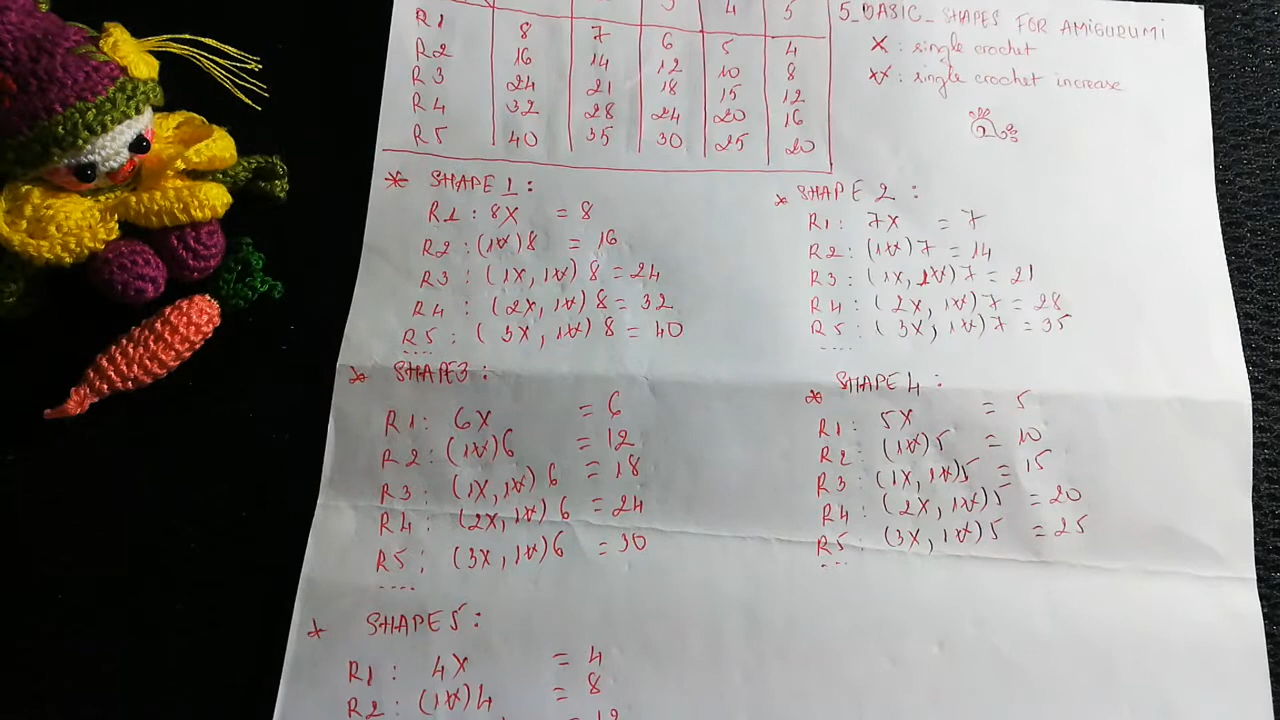 3 4 5
R1 8 7 6 5 4
R2 16 14 12 10 8
R3 24 21 18 15 12
R4 32 28 24 20 16
R5 40 35 30 25 20
5_BASIC_SHAPES FOR AMIGURUMI
X : single crochet
XX : single crochet increase
* SHAPE 1 :
R1 : 8X = 8
R2 : (1XX) 8 = 16
R3 : (1X, 1XX) 8 = 24
R4 : (2X, 1XX) 8 = 32
R5 : (3X, 1XX) 8 = 40
....
* SHAPE 2 :
R1 : 7X = 7
R2 : (1XX) 7 = 14
R3 : (1X, 1XX) 7 = 21
R4 : (2X, 1XX) 7 = 28
R5 : (3X, 1XX) 7 = 35
....
* SHAPE 3 :
R1 : 6X = 6
R2 : (1XX) 6 = 12
R3 : (1X, 1XX) 6 = 18
R4 : (2X, 1XX) 6 = 24
R5 : (3X, 1XX) 6 = 30
....
* SHAPE 4 :
R1 : 5X = 5
R2 : (1XX) 5 = 10
R3 : (1X, 1XX) 5 = 15
R4 : (2X, 1XX) 5 = 20
R5 : (3X, 1XX) 5 = 25
...
* SHAPE 5 :
R1 : 4X = 4
R2 : (1XX) 4 = 8
= 12